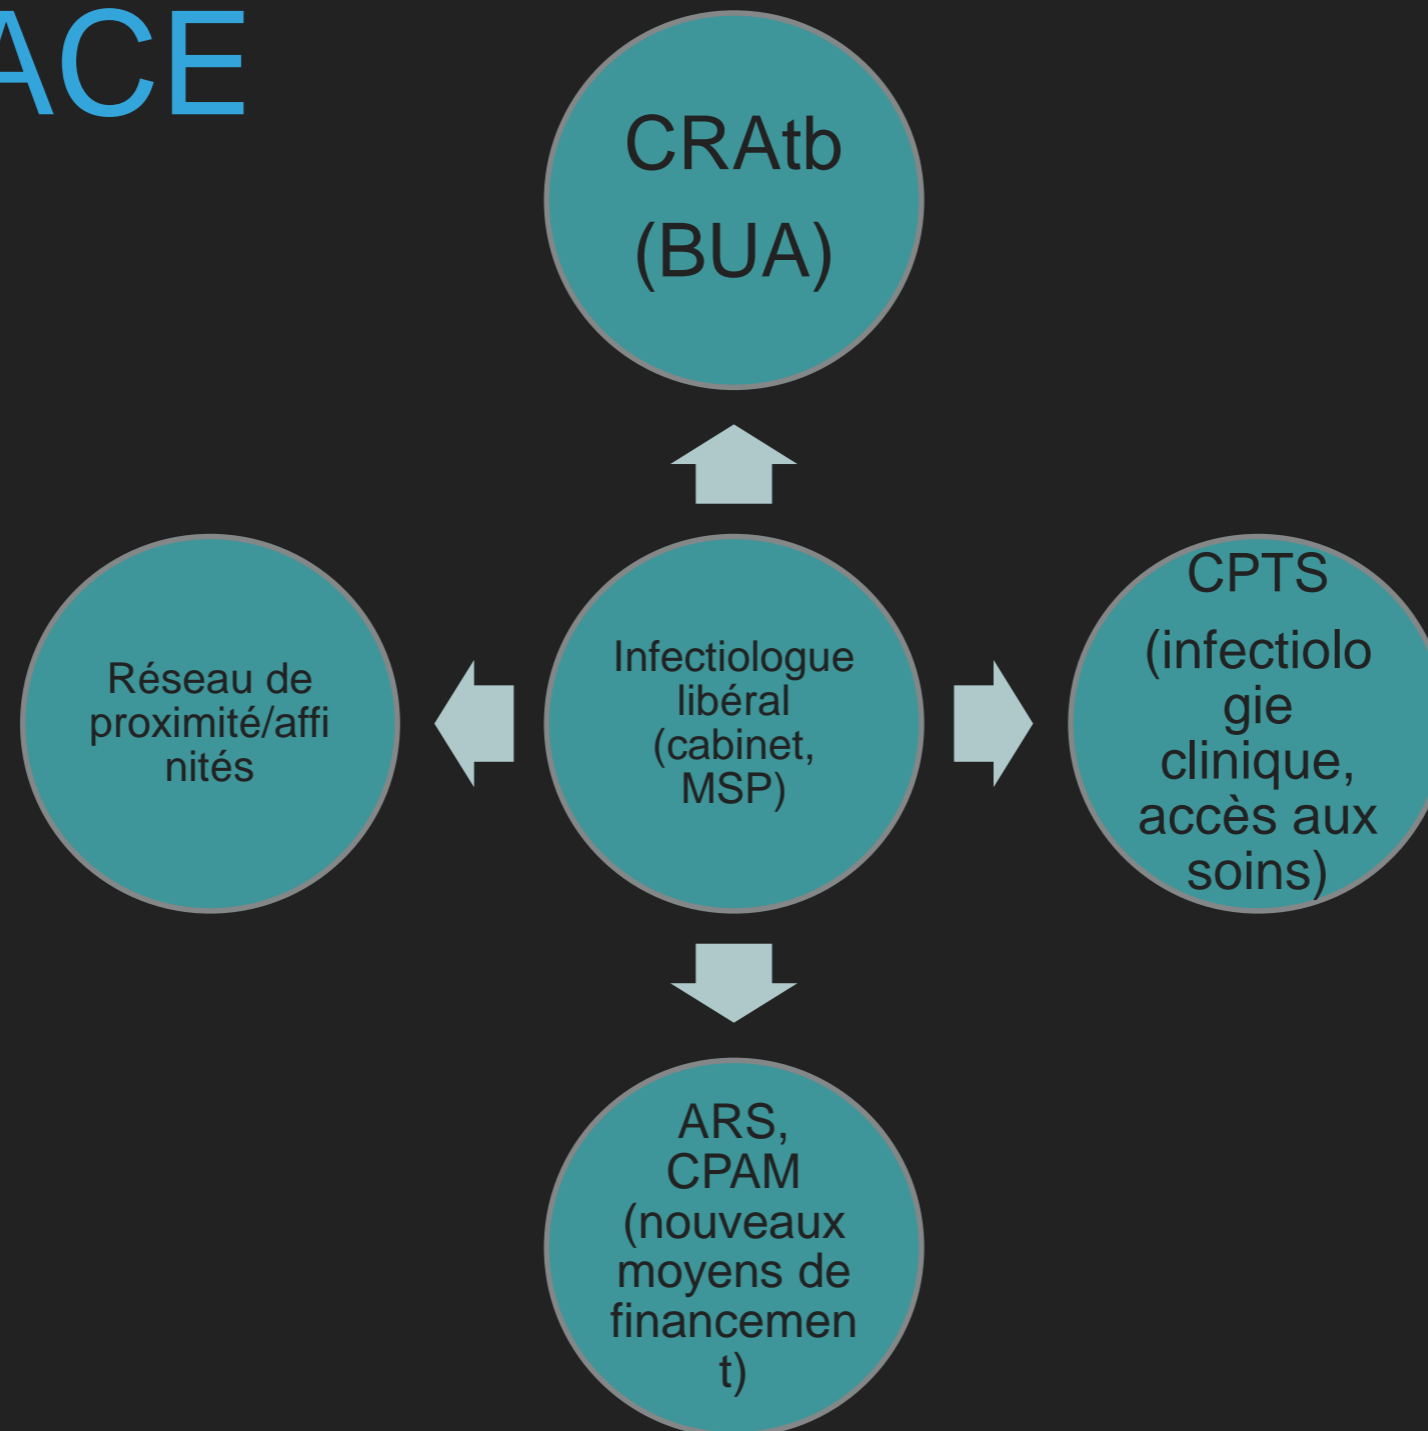 ACE
CRAtb
(BUA)
Réseau de
proximité/affi
nités
Infectiologue
libéral
(cabinet,
MSP)
CPTS
(infectiolo
gie
clinique,
accès aux
soins)
ARS,
CPAM
(nouveaux
moyens de
financemen
t)